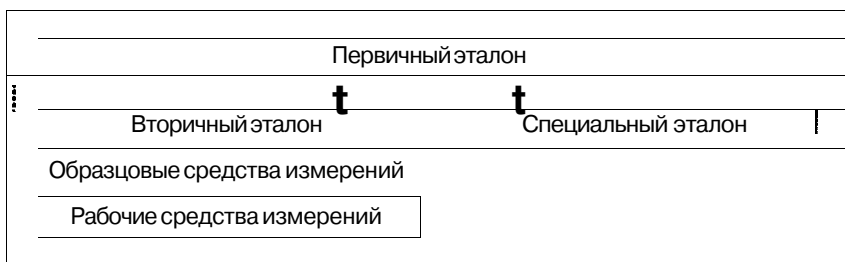 Первичный эталон
t t
Вторичный эталон Специальный эталон
Образцовые средства измерений
Рабочие средства измерений